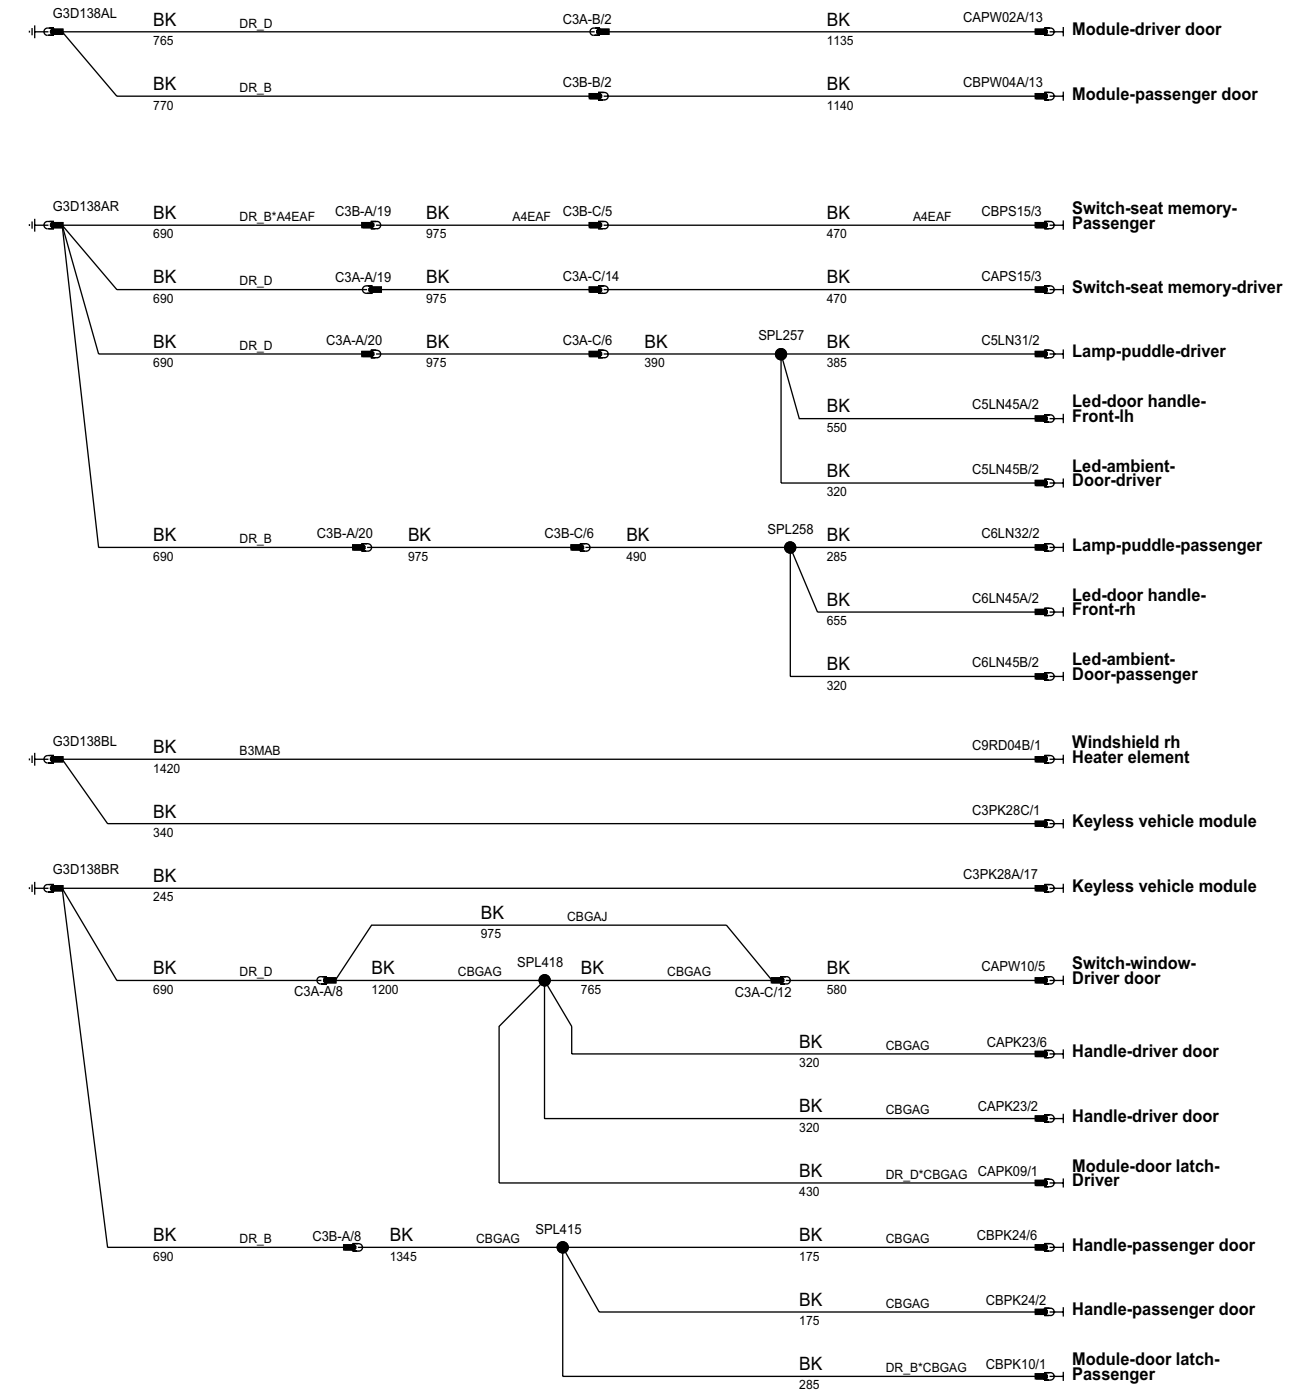 G3D138AL BK DR_D C3A-B/2 BK CAPW02A/13 Module-driver door
765 1135
BK DR_B C3B-B/2 BK CBPW04A/13 Module-passenger door
770 1140
G3D138AR BK DR_B*A4EAF C3B-A/19 BK A4EAF C3B-C/5 BK A4EAF CBPS15/3 Switch-seat memory-
Passenger
690 975 470
BK DR_D C3A-A/19 BK C3A-C/14 BK CAPS15/3 Switch-seat memory-driver
690 975 470
BK DR_D C3A-A/20 BK C3A-C/6 BK SPL257 BK C5LN31/2 Lamp-puddle-driver
690 975 390 385
BK C5LN45A/2 Led-door handle-
Front-lh
550
BK C5LN45B/2 Led-ambient-
Door-driver
320
BK DR_B C3B-A/20 BK C3B-C/6 BK SPL258 BK C6LN32/2 Lamp-puddle-passenger
690 975 490 285
BK C6LN45A/2 Led-door handle-
Front-rh
655
BK C6LN45B/2 Led-ambient-
Door-passenger
320
G3D138BL BK B3MAB C9RD04B/1 Windshield rh
Heater element
1420
BK C3PK28C/1 Keyless vehicle module
340
G3D138BR BK C3PK28A/17 Keyless vehicle module
245
BK CBGAJ
975
BK DR_D C3A-A/8 BK CBGAG SPL418 BK CBGAG C3A-C/12 BK CAPW10/5 Switch-window-
Driver door
690 1200 765 580
BK CBGAG CAPK23/6 Handle-driver door
320
BK CBGAG CAPK23/2 Handle-driver door
320
BK DR_D*CBGAG CAPK09/1 Module-door latch-
Driver
430
BK DR_B C3B-A/8 BK CBGAG SPL415 BK CBGAG CBPK24/6 Handle-passenger door
690 1345 175
BK CBGAG CBPK24/2 Handle-passenger door
175
BK DR_B*CBGAG CBPK10/1 Module-door latch-
Passenger
285